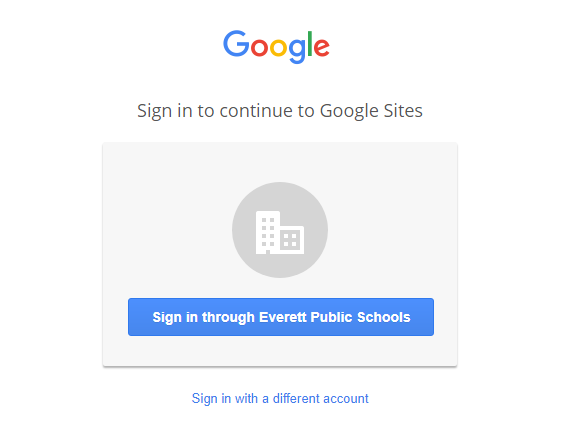 Google
Sign in to continue to Google Sites
Sign in through Everett Public Schools
Sign in with a different account